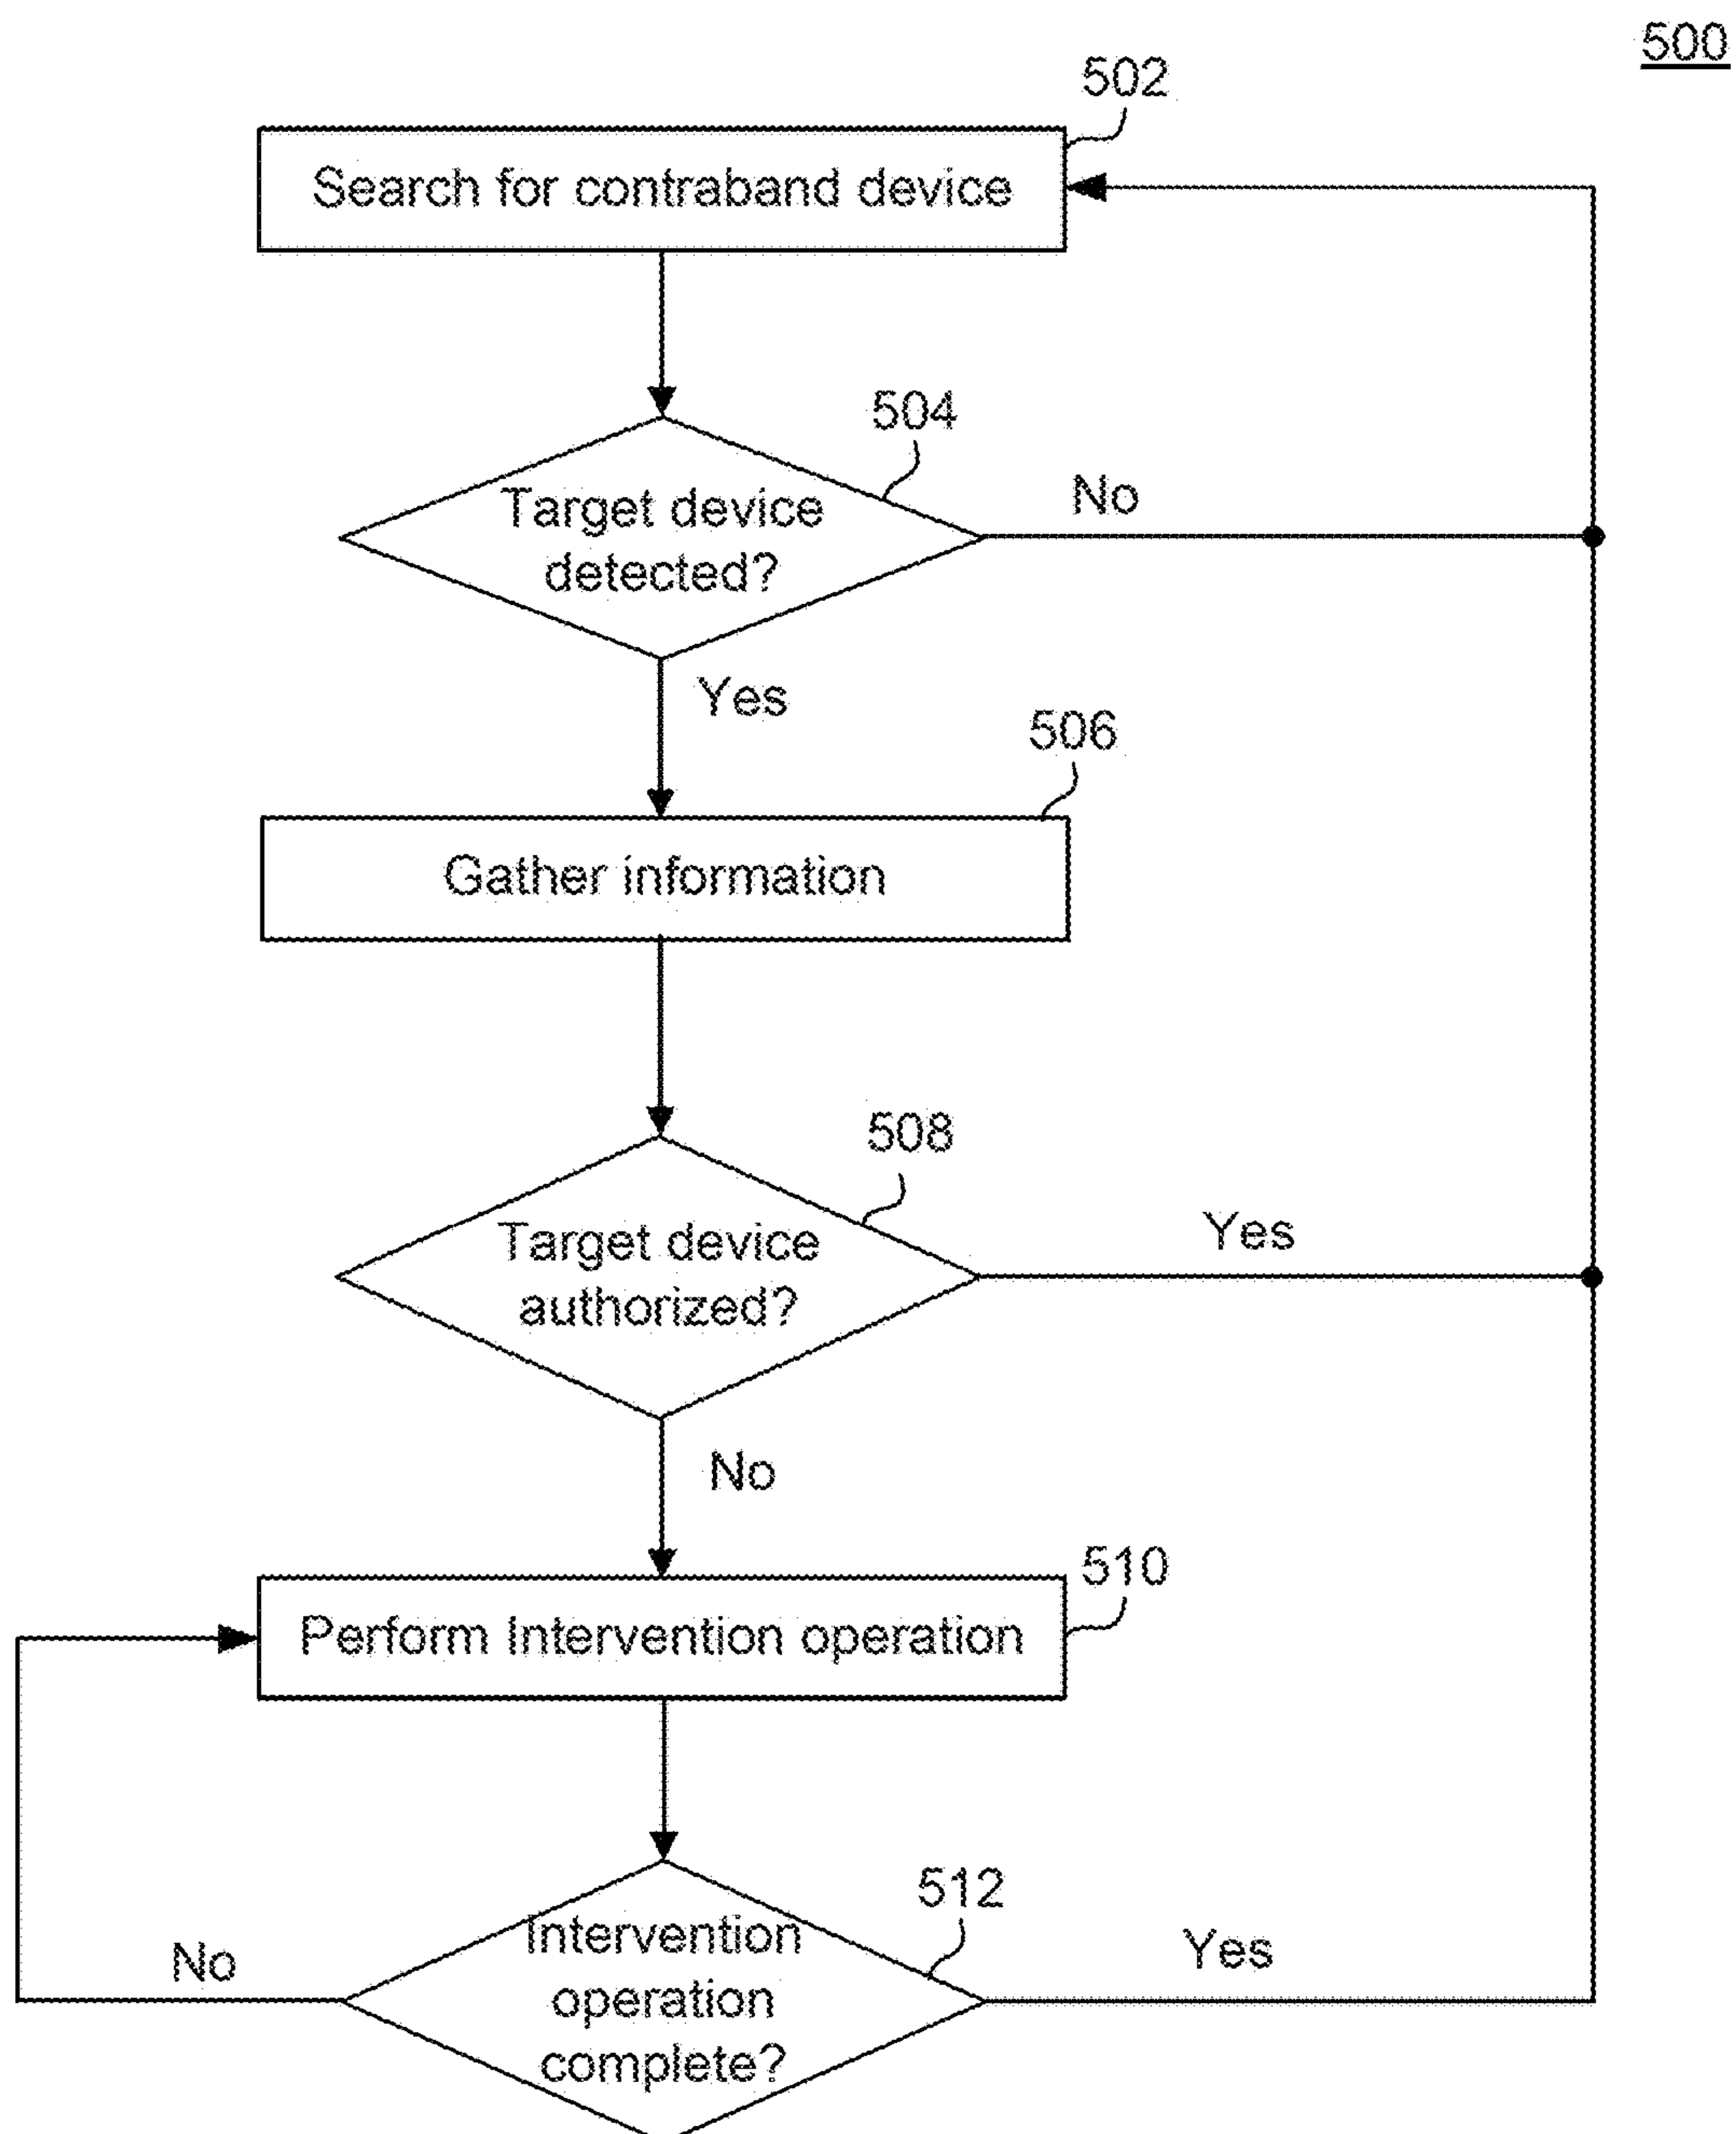 500
502
Search for contraband device
504
Target device
detected?
No
Yes
506
Gather information
508
Target device
authorized?
Yes
No
510
Perform Intervention operation
512
Intervention
operation
complete?
No
Yes